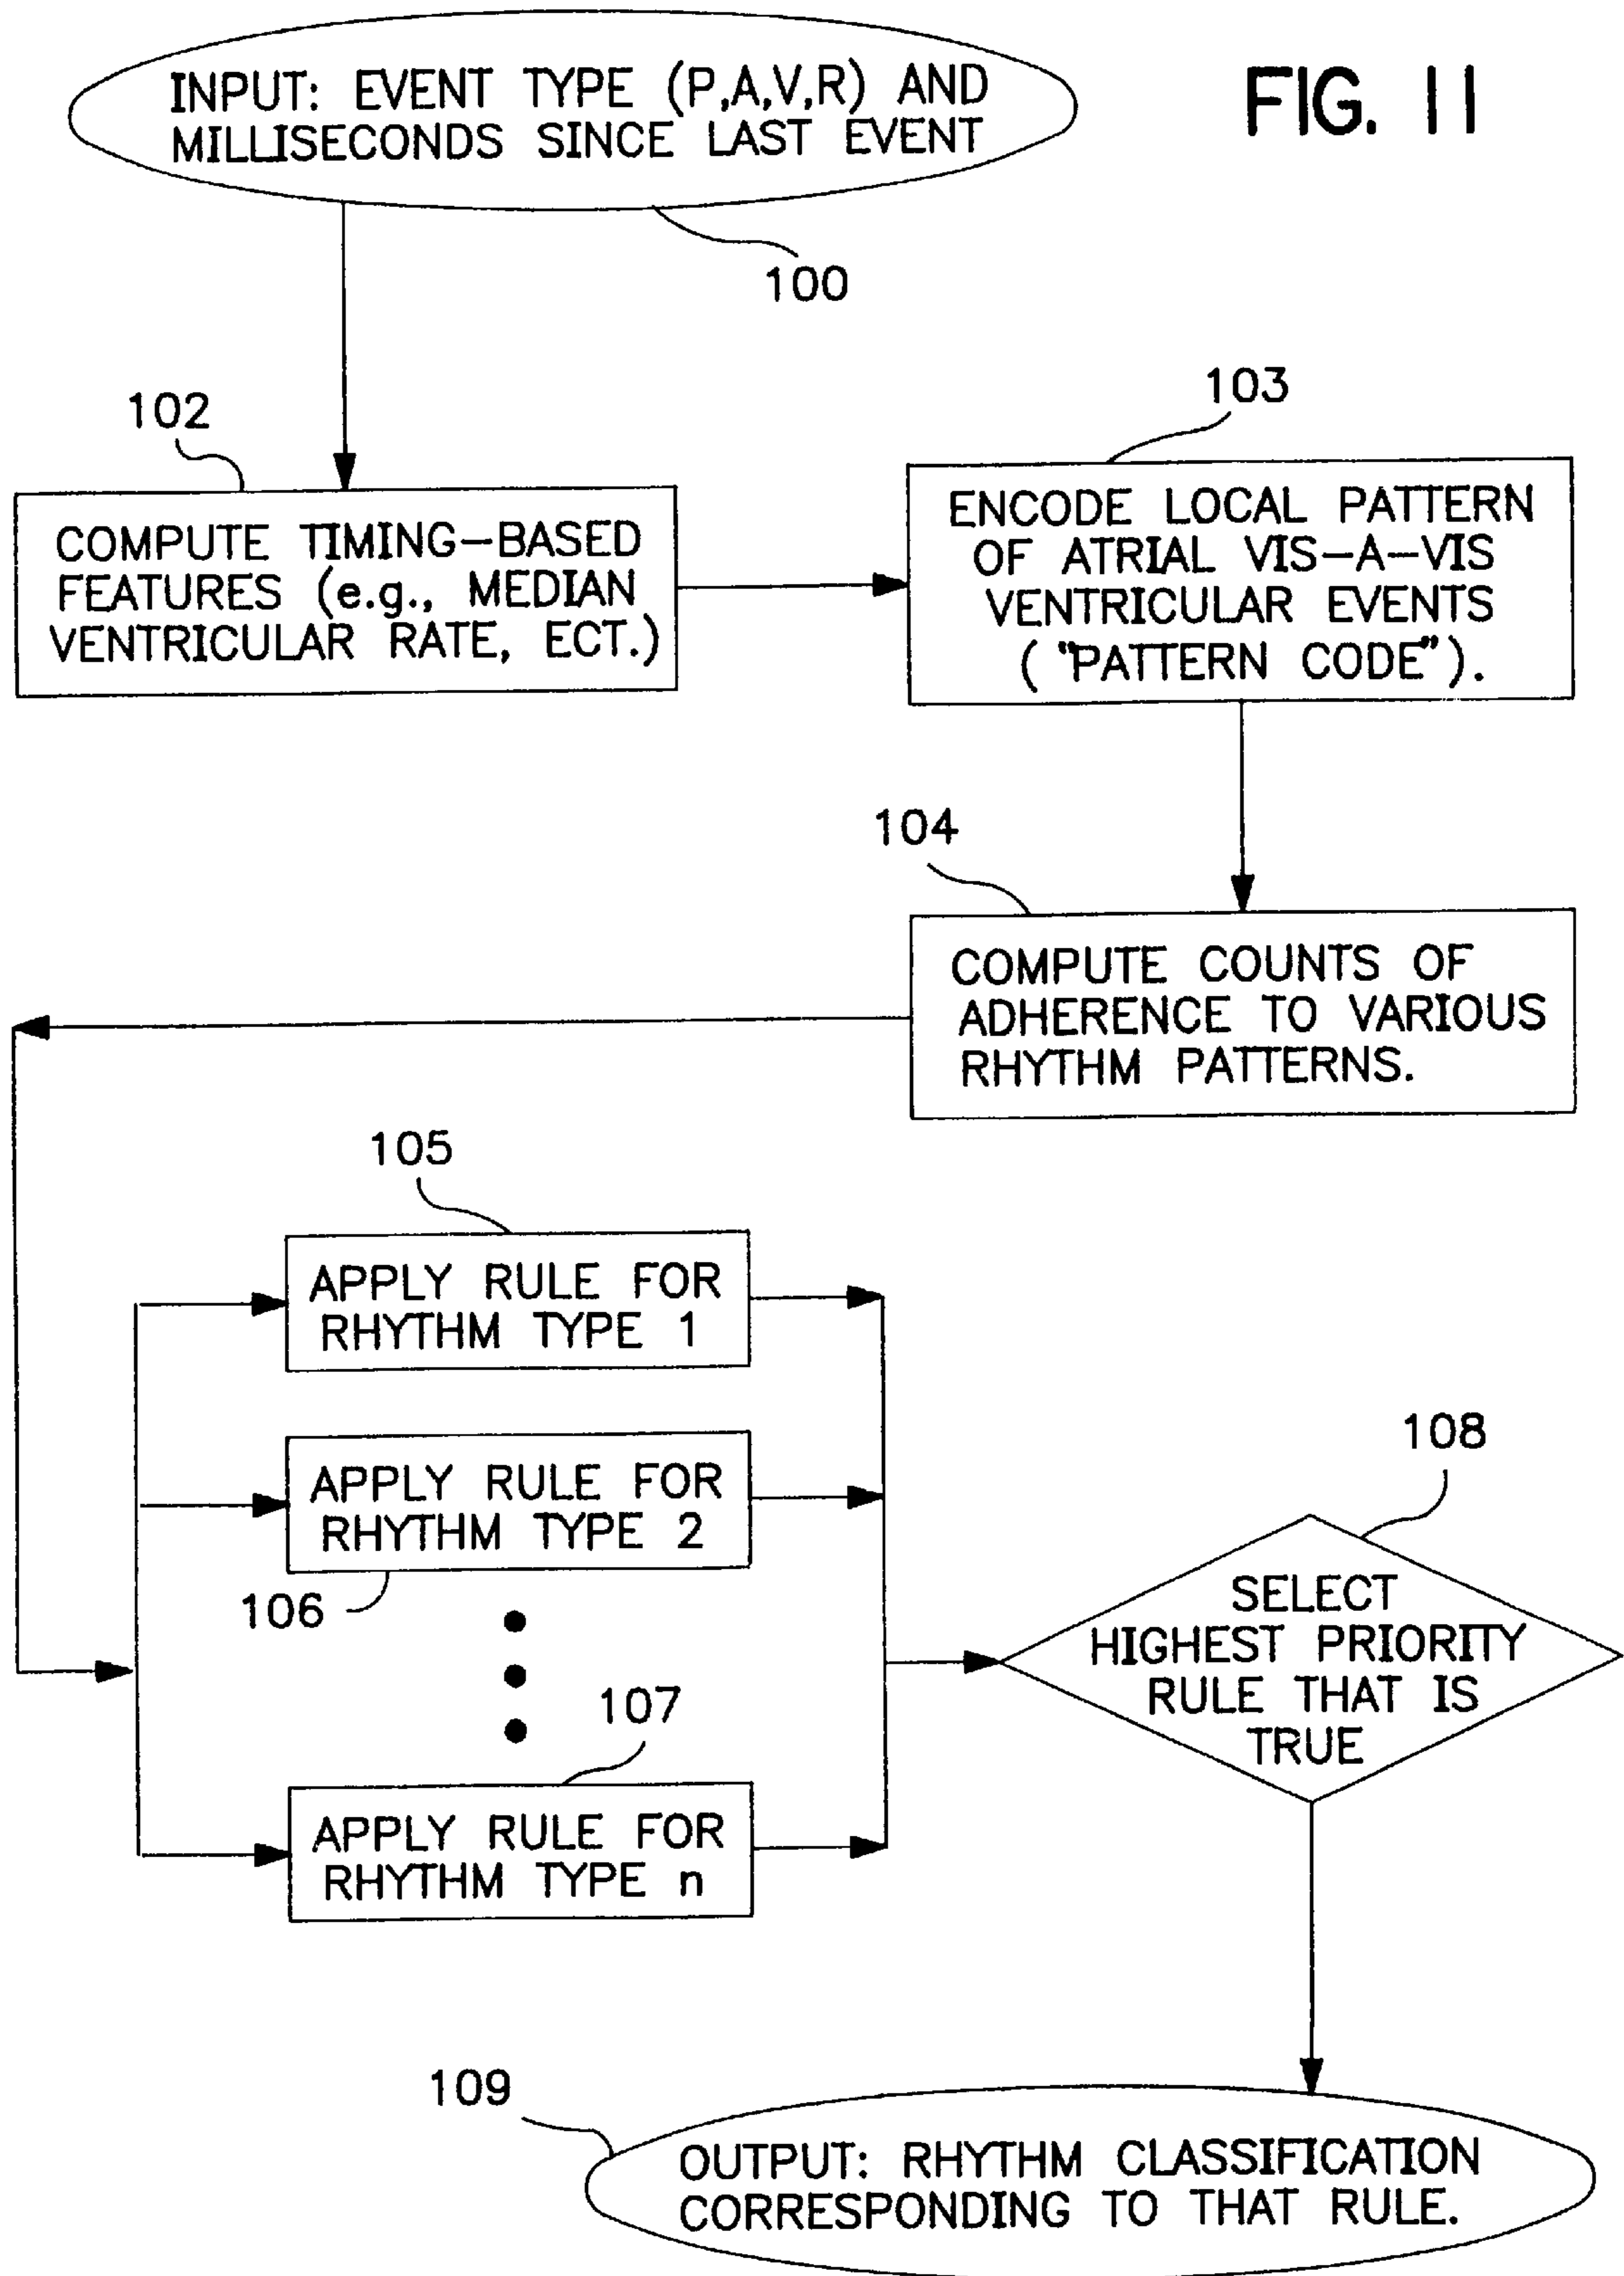 INPUT: EVENT TYPE (P,A,V,R) AND
MILLISECONDS SINCE LAST EVENT
FIG. 11
100
102
COMPUTE TIMING-BASED
FEATURES (e.g., MEDIAN
VENTRICULAR RATE, ECT.)
103
ENCODE LOCAL PATTERN
OF ATRIAL VIS-A-VIS
VENTRICULAR EVENTS
( "PATTERN CODE").
104
COMPUTE COUNTS OF
ADHERENCE TO VARIOUS
RHYTHM PATTERNS.
105
APPLY RULE FOR
RHYTHM TYPE 1
APPLY RULE FOR
RHYTHM TYPE 2
106
107
APPLY RULE FOR
RHYTHM TYPE n
108
SELECT
HIGHEST PRIORITY
RULE THAT IS
TRUE
109
OUTPUT: RHYTHM CLASSIFICATION
CORRESPONDING TO THAT RULE.